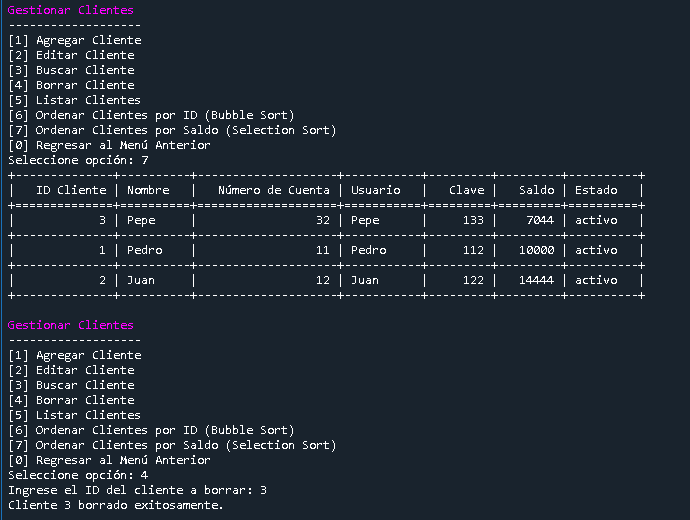 Gestionar Clientes
-------------------
[1] Agregar Cliente
[2] Editar Cliente
[3] Buscar Cliente
[4] Borrar Cliente
[5] Listar Clientes
[6] Ordenar Clientes por ID (Bubble Sort)
[7] Ordenar Clientes por Saldo (Selection Sort)
[0] Regresar al Menú Anterior
Seleccione opción: 7
+--------------+----------+--------------------+-----------+---------+---------+----------+
|   ID Cliente | Nombre   |   Número de Cuenta | Usuario   |   Clave |   Saldo | Estado   |
+==============+==========+====================+===========+=========+=========+==========+
|            3 | Pepe     |                 32 | Pepe      |     133 |    7044 | activo   |
+--------------+----------+--------------------+-----------+---------+---------+----------+
|            1 | Pedro    |                 11 | Pedro     |     112 |   10000 | activo   |
+--------------+----------+--------------------+-----------+---------+---------+----------+
|            2 | Juan     |                 12 | Juan      |     122 |   14444 | activo   |
+--------------+----------+--------------------+-----------+---------+---------+----------+
Gestionar Clientes
-------------------
[1] Agregar Cliente
[2] Editar Cliente
[3] Buscar Cliente
[4] Borrar Cliente
[5] Listar Clientes
[6] Ordenar Clientes por ID (Bubble Sort)
[7] Ordenar Clientes por Saldo (Selection Sort)
[0] Regresar al Menú Anterior
Seleccione opción: 4
Ingrese el ID del cliente a borrar: 3
Cliente 3 borrado exitosamente.